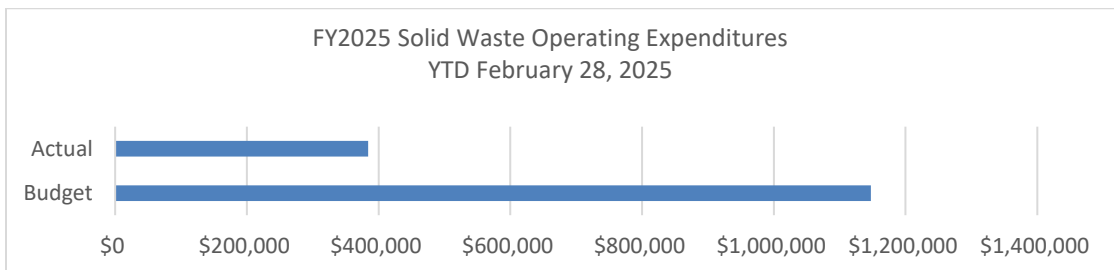 FY2025 Solid Waste Operating Expenditures
YTD February 28, 2025
Actual
Budget
$0 $200,000 $400,000 $600,000 $800,000 $1,000,000 $1,200,000 $1,400,000